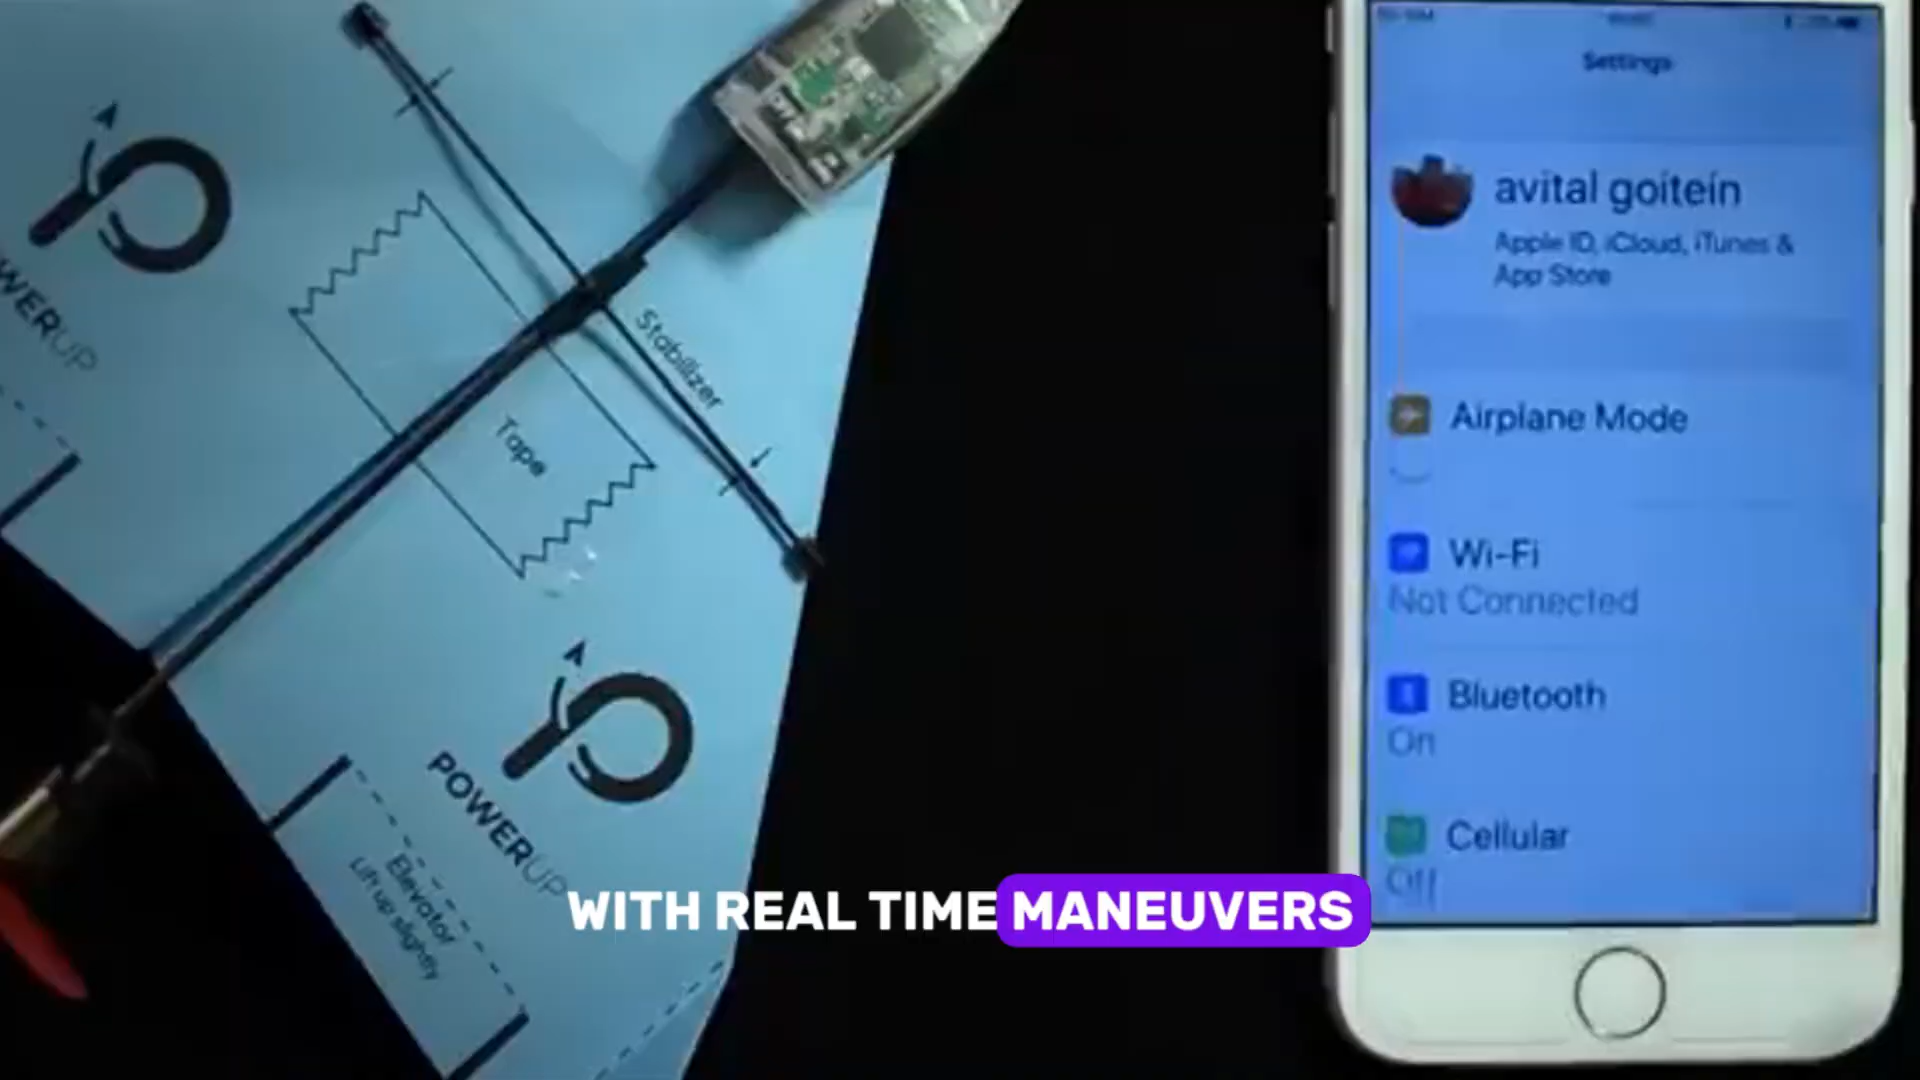 POWERUP
Stabilizer
Tape
POWERUP
Elevator
Lift up slightly
WITH REAL TIME MANEUVERS
Settings
avital goitein
Apple ID, iCloud, iTunes &
App Store
Airplane Mode
Wi-Fi
Not Connected
Bluetooth
On
Cellular
Off